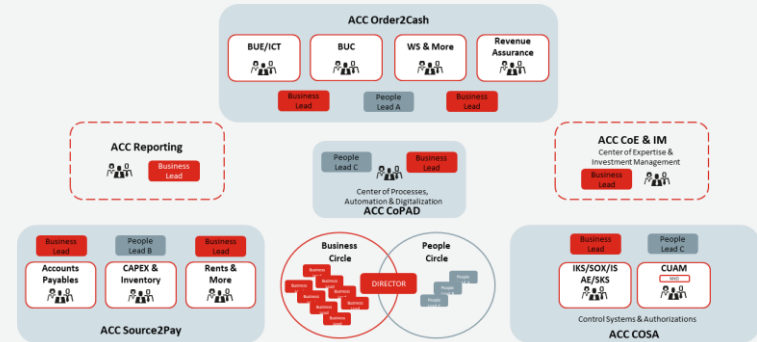 ACC Order2Cash
BUE/ICT
BUC
WS & More
Revenue
Assurance
Business
Lead
People
Lead A
Business
Lead
ACC Reporting
Business
Lead
People
Lead C
Business
Lead
Center of Processes,
Automation & Digitalization
ACC CoPAD
ACC CoE & IM
Center of Expertise &
Investment Management
Business
Lead
Business
Lead
People
Lead B
Business
Lead
Accounts
Payables
CAPEX &
Inventory
Rents &
More
ACC Source2Pay
Business
Circle
People
Circle
DIRECTOR
Business
Lead
People
Lead C
IKS/SOX/IS
AE/SKS
CUAM
Control Systems & Authorizations
ACC COSA